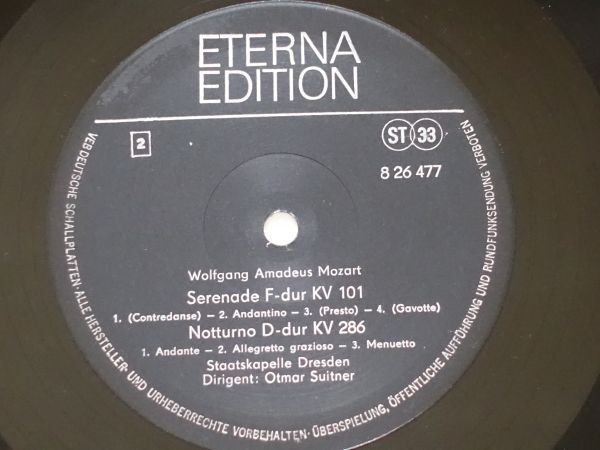 ETERNA
EDITION
2
ST 33
8 26 477
Wolfgang Amadeus Mozart
Serenade F-dur KV 101
1. (Contredanse) – 2. Andantino – 3. (Presto) – 4. (Gavotte)
Notturno D-dur KV 286
1. Andante – 2. Allegretto grazioso – 3. Menuetto
Staatskapelle Dresden
Dirigent: Otmar Suitner
VEB DEUTSCHE SCHALLPLATTEN · ALLE HERSTELLER- UND URHEBERRECHTE VORBEHALTEN · ÜBERSPIELUNG, ÖFFENTLICHE AUFFÜHRUNG UND RUNDFUNKSENDUNG VERBOTEN